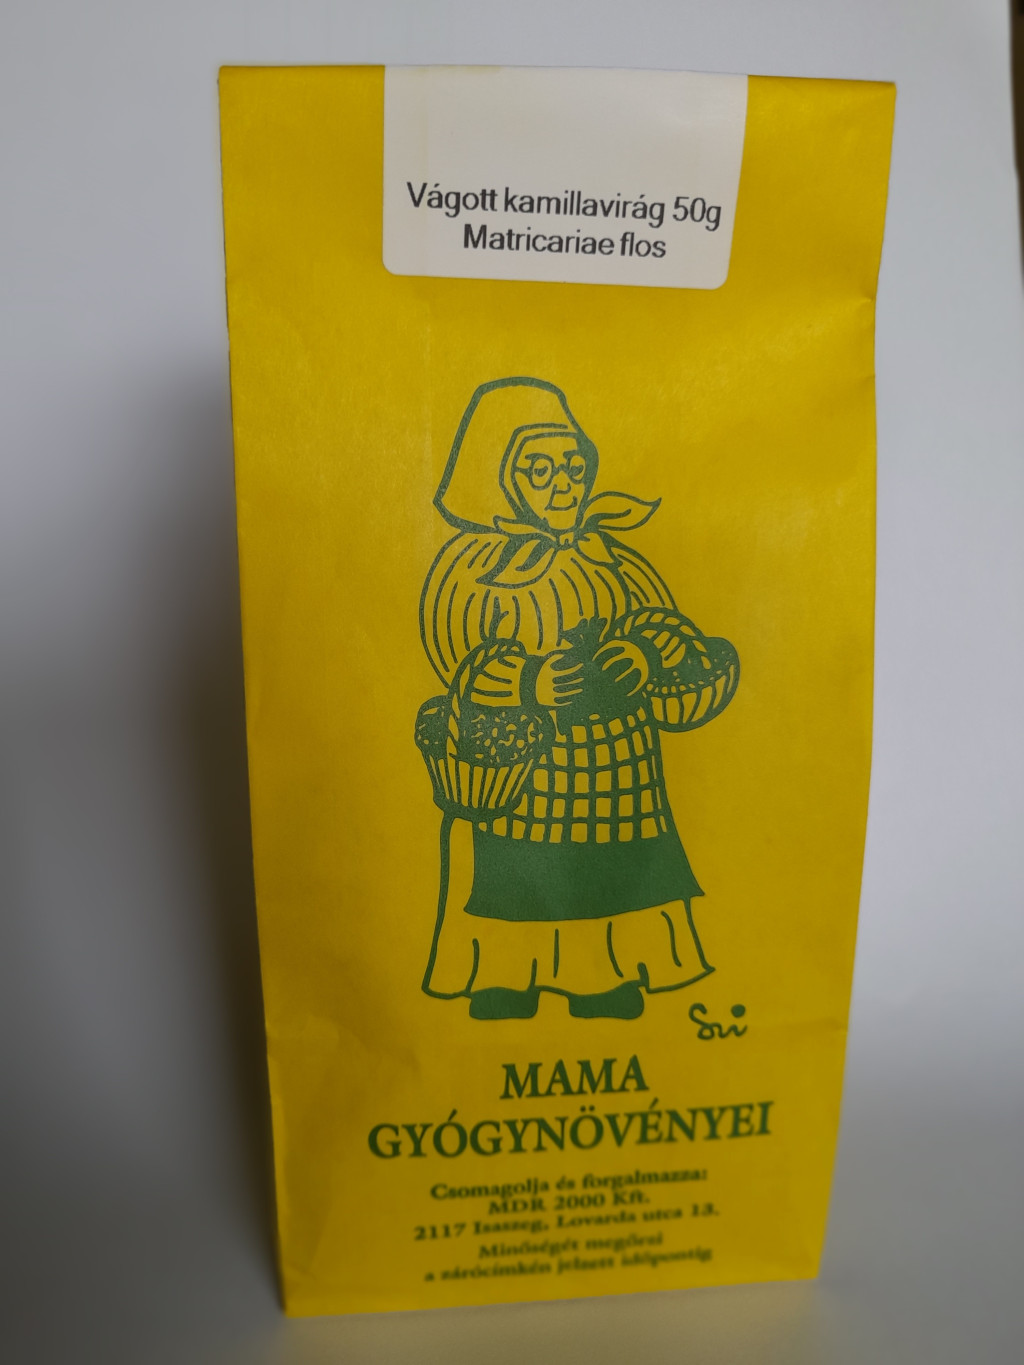 Vágott kamillavirág 50g
Matricariae flos
Sri
MAMA
GYÓGYNÖVÉNYEI
Csomagolja és forgalmazza:
MDR 2000 Kft.
2117 Isaszeg, Lovarda utca 13.
Minőségét megőrzi
a zárócímkén jelzett időpontig